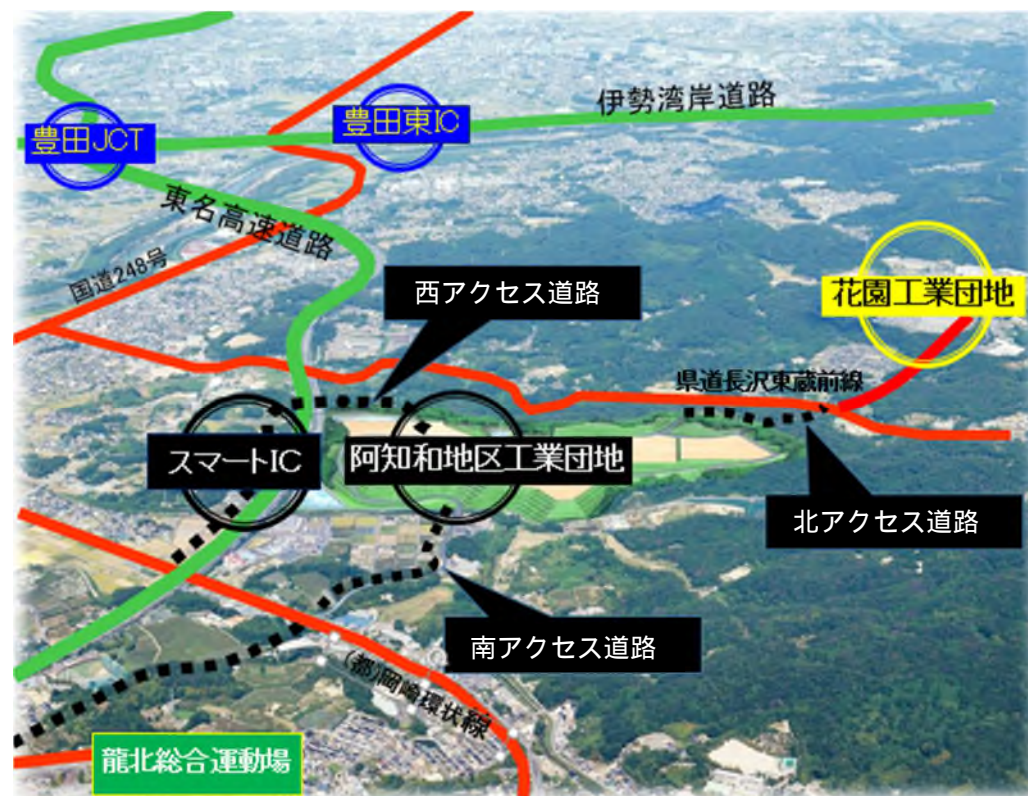 伊勢湾岸道路
豊田東IC
豊田JCT
東名高速道路
国道248号
西アクセス道路
花園工業団地
県道長沢東蔵前線
スマートIC
阿知和地区工業団地
北アクセス道路
南アクセス道路
(都)岡崎環状線
龍北総合運動場